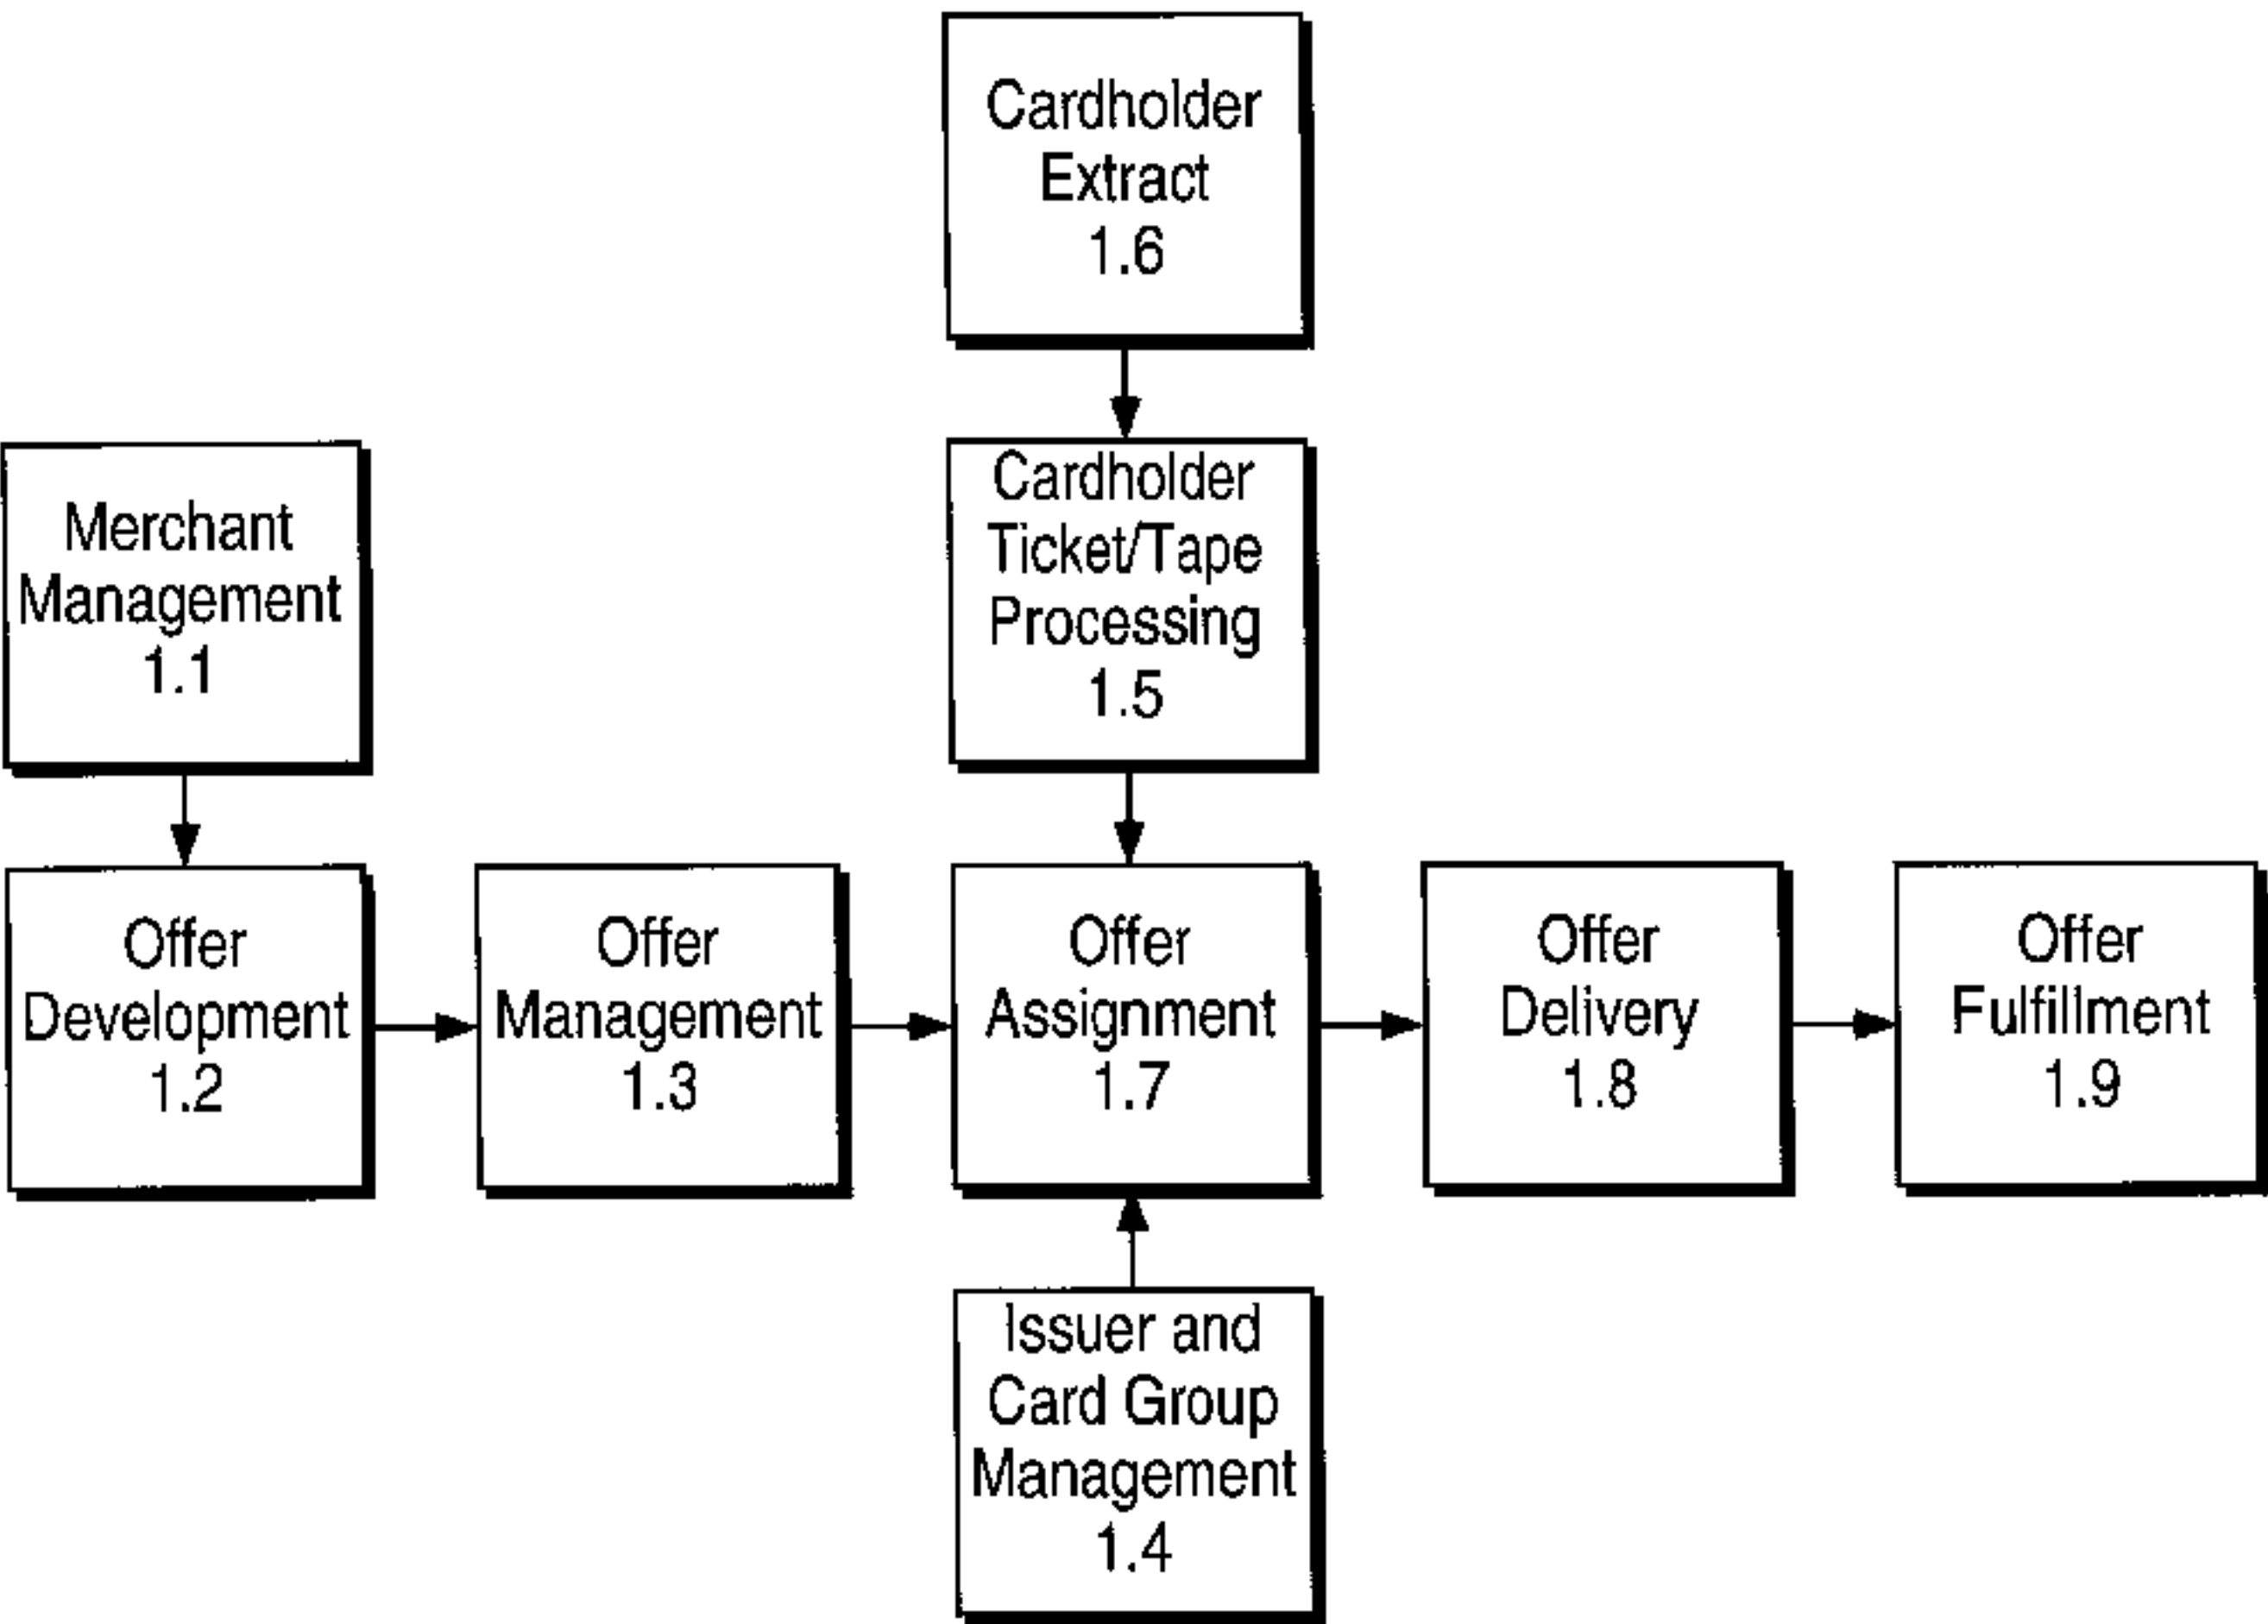 Cardholder
Extract
1.6
Merchant
Management
1.1
Cardholder
Ticket/Tape
Processing
1.5
Offer
Development
1.2
Offer
Management
1.3
Offer
Assignment
1.7
Offer
Delivery
1.8
Offer
Fulfillment
1.9
Issuer and
Card Group
Management
1.4